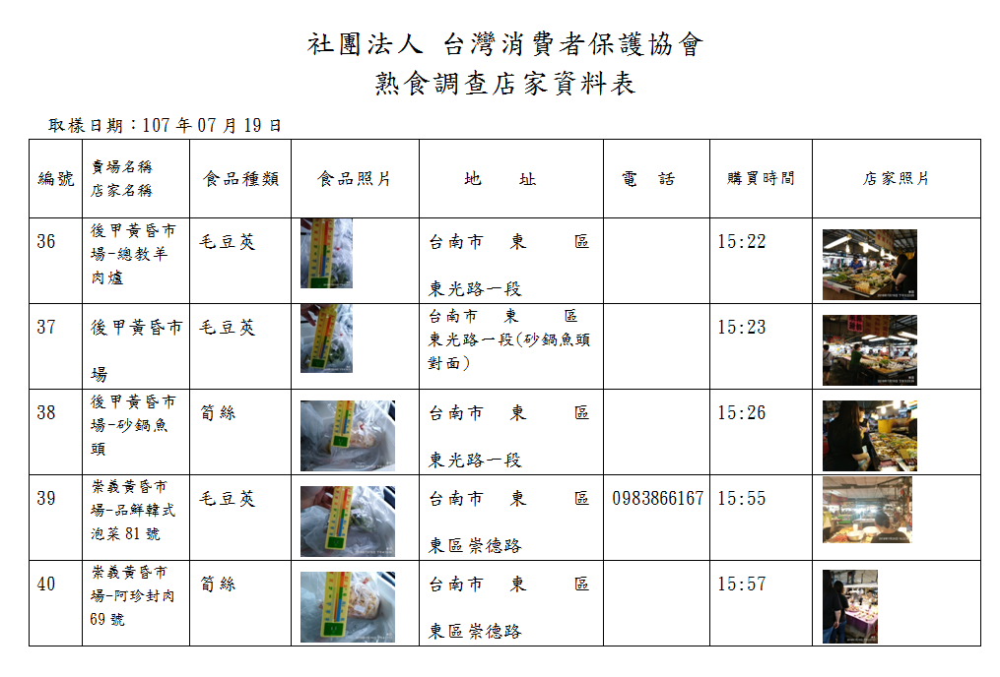 社團法人 台灣消費者保護協會
熟食調查店家資料表
取樣日期：107 年 07 月 19 日
編號 賣場名稱 店家名稱 食品種類 食品照片 地 址 電 話 購買時間 店家照片
36 後甲黃昏市場-總教羊肉爐 毛豆莢 台南市 東 區 東光路一段 15:22
37 後甲黃昏市場 毛豆莢 台南市 東 區 東光路一段(砂鍋魚頭對面) 15:23
38 後甲黃昏市場-砂鍋魚頭 筍絲 台南市 東 區 東光路一段 15:26
39 崇義黃昏市場-品鮮韓式泡菜 81 號 毛豆莢 台南市 東 區 東區崇德路 0983866167 15:55
40 崇義黃昏市場-阿珍封肉 69 號 筍絲 台南市 東 區 東區崇德路 15:57